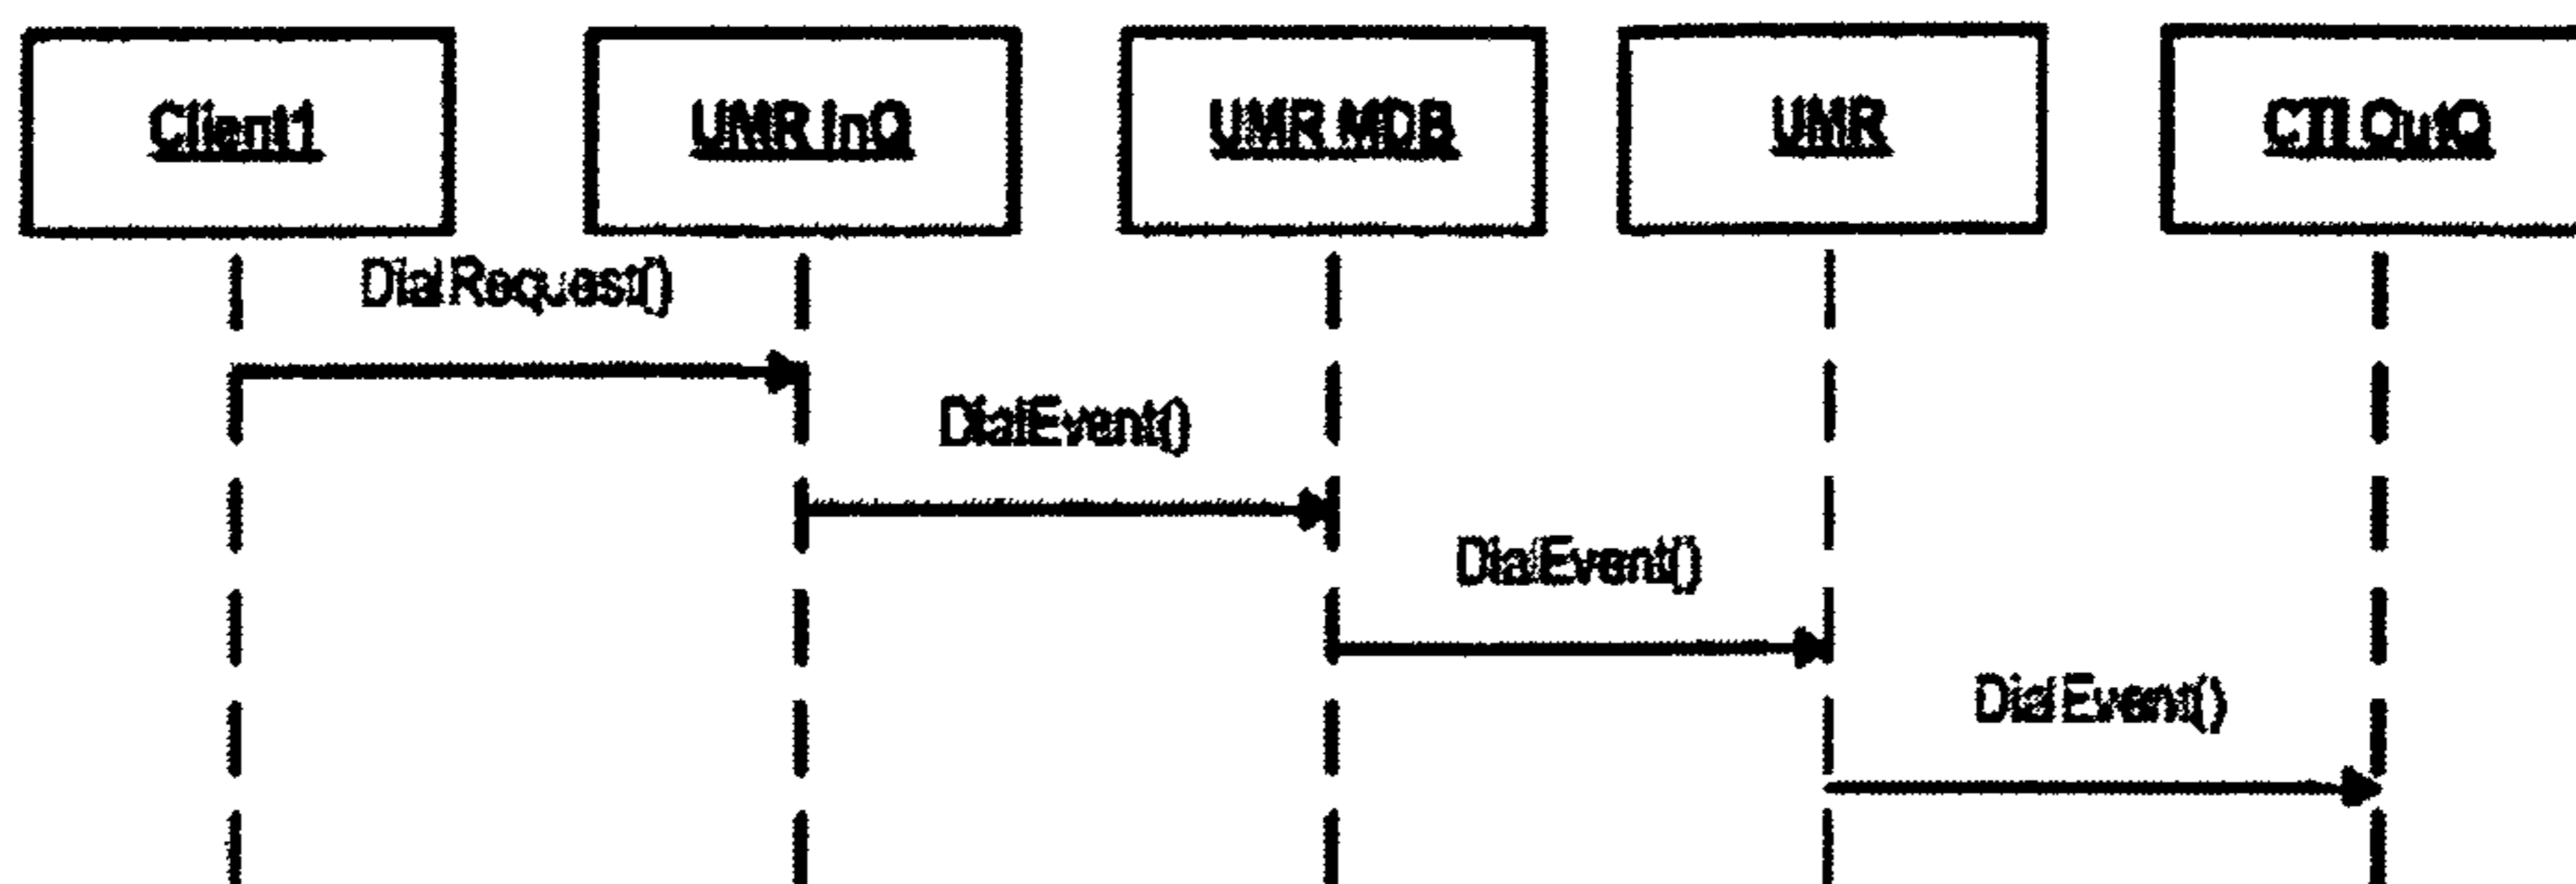 Client1
UMR InQ
UMR MDB
UMR
CTI OutQ
DialRequest()
DialEvent()
DialEvent()
DialEvent()